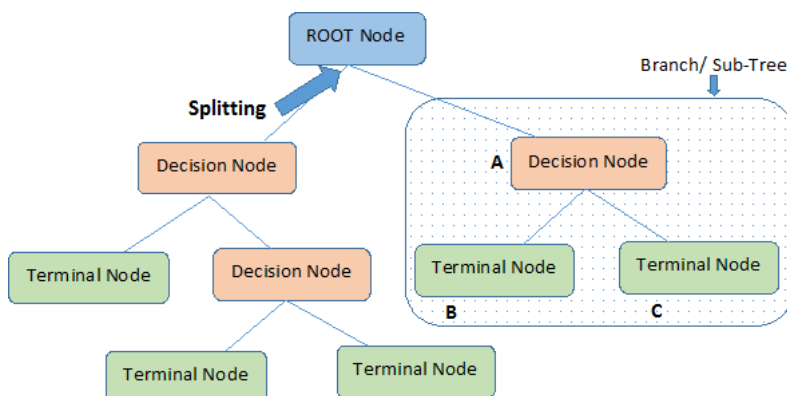 ROOT Node
Branch/ Sub-Tree
Splitting
Decision Node
A
Decision Node
Terminal Node
Decision Node
Terminal Node
Terminal Node
B
C
Terminal Node
Terminal Node